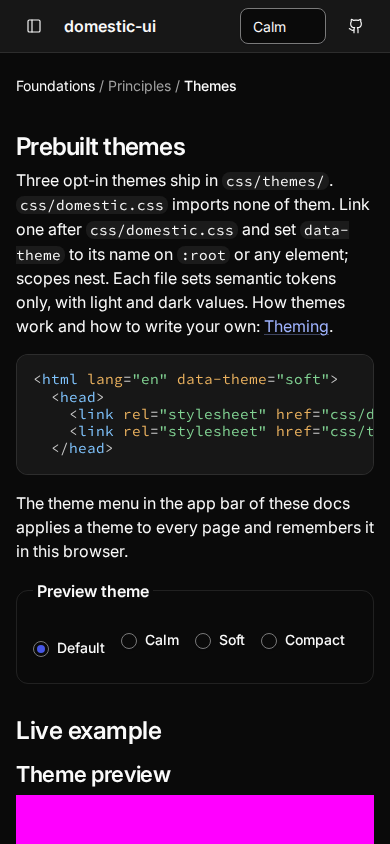 domestic-ui
Calm
Foundations / Principles / Themes
Prebuilt themes
Three opt-in themes ship in css/themes/.
css/domestic.css imports none of them. Link
one after css/domestic.css and set data-
theme to its name on :root or any element;
scopes nest. Each file sets semantic tokens
only, with light and dark values. How themes
work and how to write your own: Theming.
<html lang="en" data-theme="soft">
<head>
<link rel="stylesheet" href="css/d
<link rel="stylesheet" href="css/t
</head>
The theme menu in the app bar of these docs
applies a theme to every page and remembers it
in this browser.
Preview theme
Default Calm Soft Compact
Live example
Theme preview